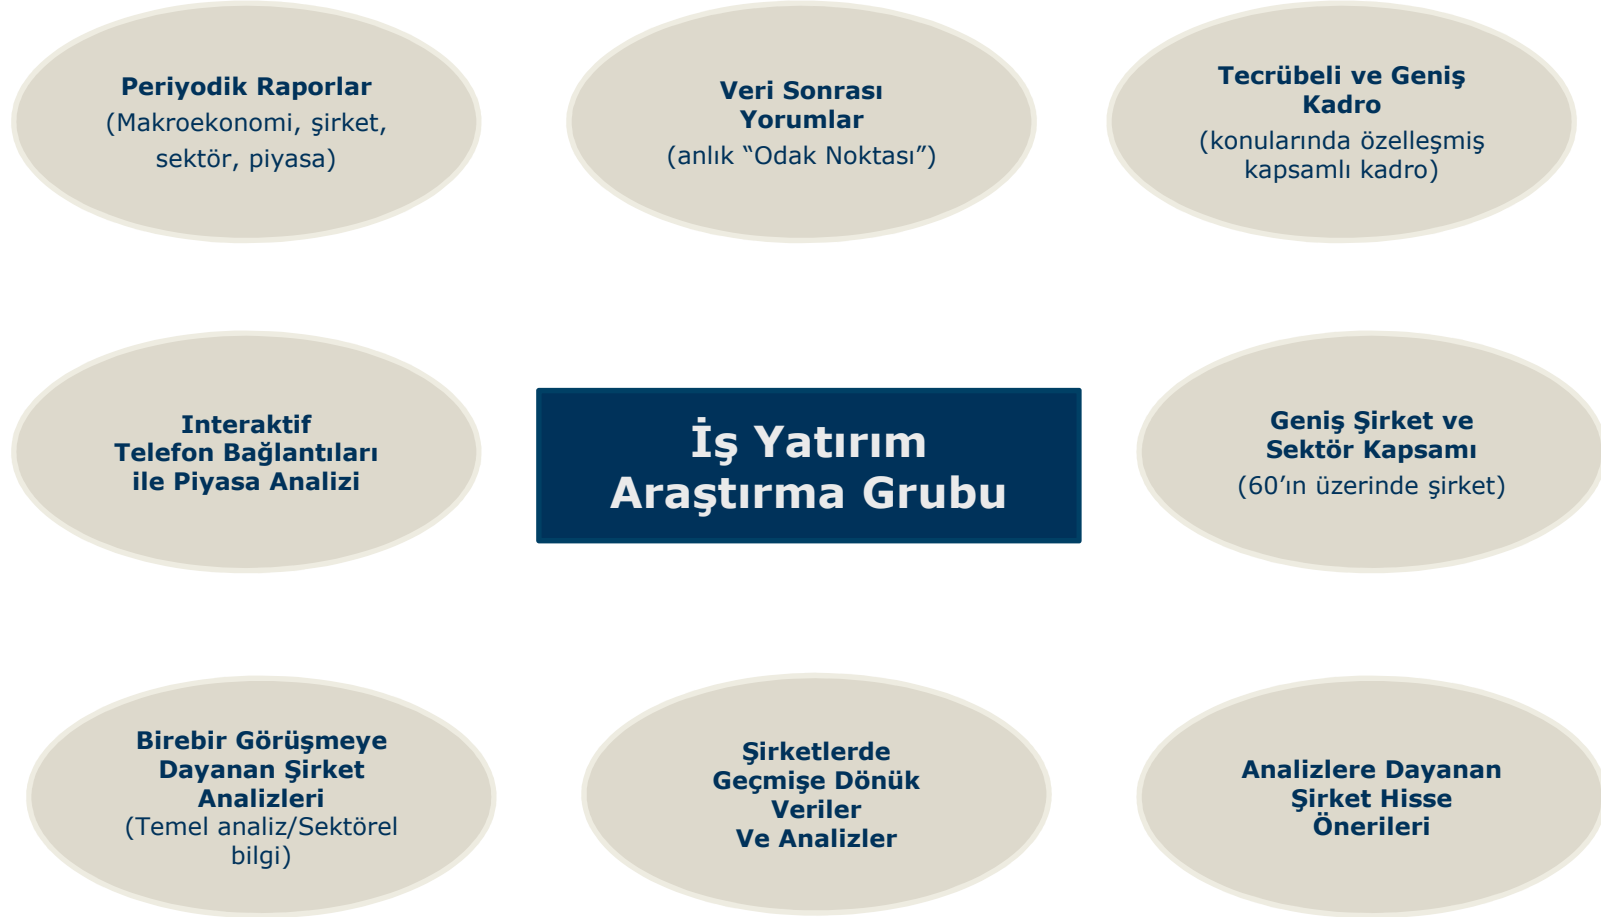 Periyodik Raporlar
(Makroekonomi, şirket,
sektör, piyasa)
Veri Sonrası
Yorumlar
(anlık “Odak Noktası”)
Tecrübeli ve Geniş
Kadro
(konularında özelleşmiş
kapsamlı kadro)
Interaktif
Telefon Bağlantıları
ile Piyasa Analizi
İş Yatırım
Araştırma Grubu
Geniş Şirket ve
Sektör Kapsamı
(60’ın üzerinde şirket)
Birebir Görüşmeye
Dayanan Şirket
Analizleri
(Temel analiz/Sektörel
bilgi)
Şirketlerde
Geçmişe Dönük
Veriler
Ve Analizler
Analizlere Dayanan
Şirket Hisse
Önerileri